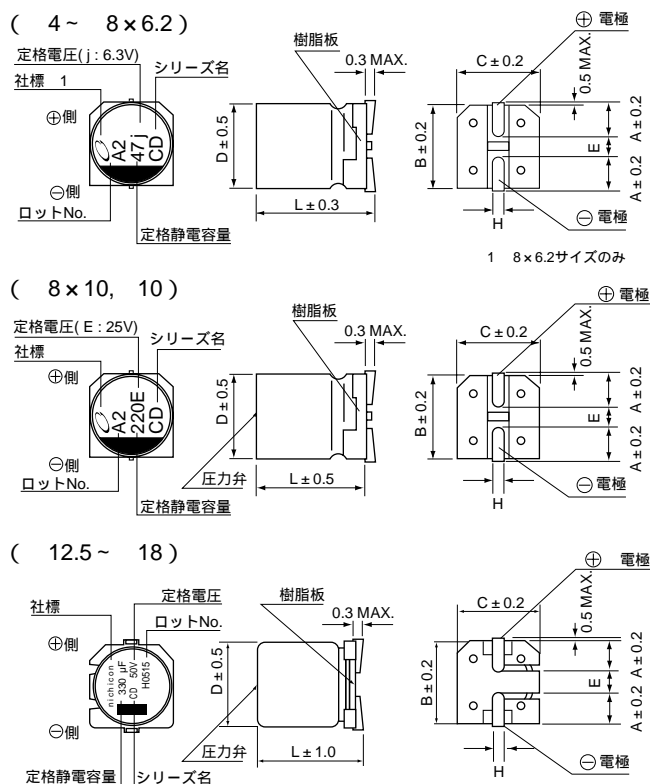 ( 4~ 8×6.2)
定格電圧(j : 6.3V)
シリーズ名
社標 1
⊕側
A2
47j
CD
⊖側
ロットNo.
定格静電容量
樹脂板
0.3 MAX.
D±0.5
L±0.3
⊕ 電極
C±0.2
0.5 MAX.
B±0.2
A±0.2
E
A±0.2
H
⊖ 電極
1 8×6.2サイズのみ
( 8×10, 10)
定格電圧( E : 25V)
シリーズ名
社標
⊕側
A2
220E
CD
⊖側
ロットNo.
定格静電容量
樹脂板
0.3 MAX.
D±0.5
圧力弁
L±0.5
⊕ 電極
C±0.2
0.5 MAX.
B±0.2
A±0.2
E
A±0.2
H
⊖ 電極
( 12.5~ 18)
定格電圧
社標
ロットNo.
⊕側
nichicon
330 μF
CD 50V
H0515
⊖側
定格静電容量
シリーズ名
樹脂板
0.3 MAX.
D±0.5
圧力弁
L±1.0
⊕ 電極
C±0.2
0.5 MAX.
B±0.2
A±0.2
E
A±0.2
H
⊖電極